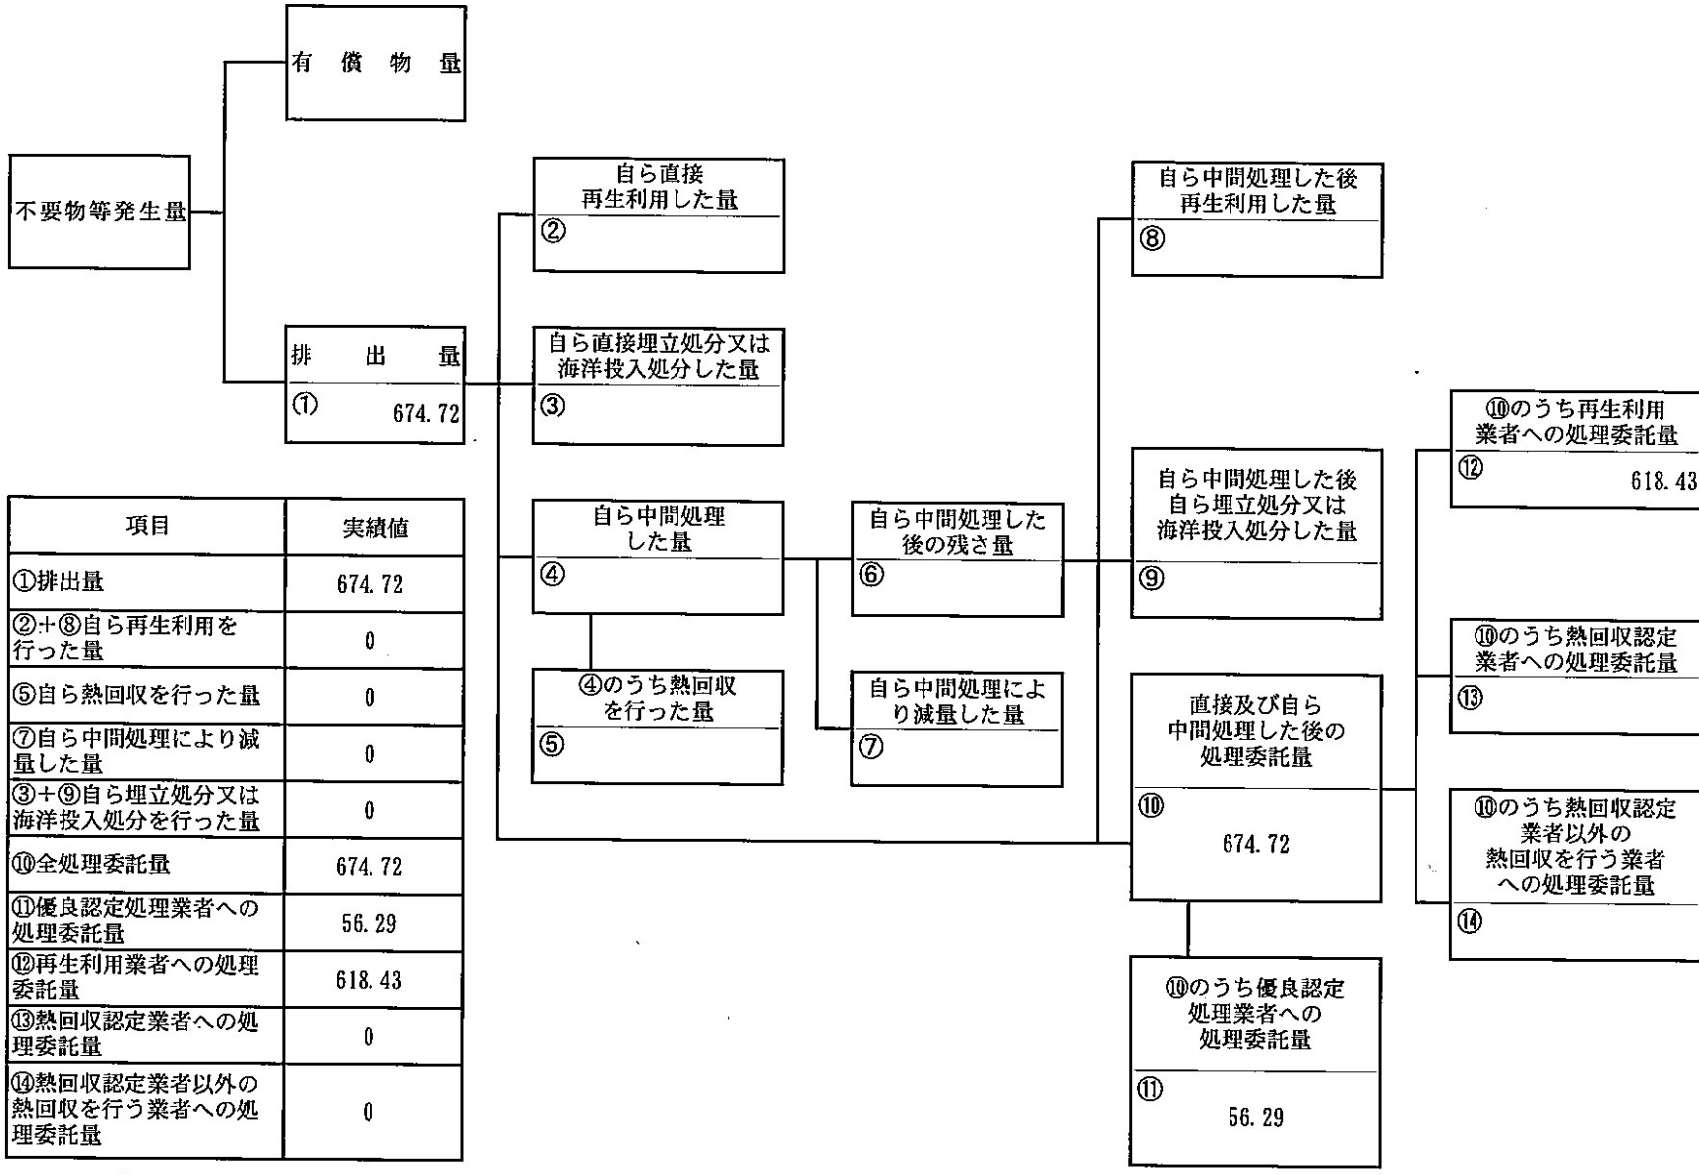 有償物量
不要物等発生量
排出量
①
674.72
自ら直接
再生利用した量
②
自ら直接埋立処分又は
海洋投入処分した量
③
自ら中間処理
した量
④
④のうち熱回収
を行った量
⑤
自ら中間処理した
後の残さ量
⑥
自ら中間処理によ
り減量した量
⑦
自ら中間処理した後
再生利用した量
⑧
自ら中間処理した後
自ら埋立処分又は
海洋投入処分した量
⑨
直接及び自ら
中間処理した後の
処理委託量
⑩
674.72
⑩のうち優良認定
処理業者への
処理委託量
⑪
56.29
⑩のうち再生利用
業者への処理委託量
⑫
618.43
⑩のうち熱回収認定
業者への処理委託量
⑬
⑩のうち熱回収認定
業者以外の
熱回収を行う業者
への処理委託量
⑭
項目 実績値
①排出量 674.72
②+⑧自ら再生利用を
行った量 0
⑤自ら熱回収を行った量 0
⑦自ら中間処理により減
量した量 0
③+⑨自ら埋立処分又は
海洋投入処分を行った量 0
⑩全処理委託量 674.72
⑪優良認定処理業者への
処理委託量 56.29
⑫再生利用業者への処理
委託量 618.43
⑬熱回収認定業者への処
理委託量 0
⑭熱回収認定業者以外の
熱回収を行う業者への処
理委託量 0